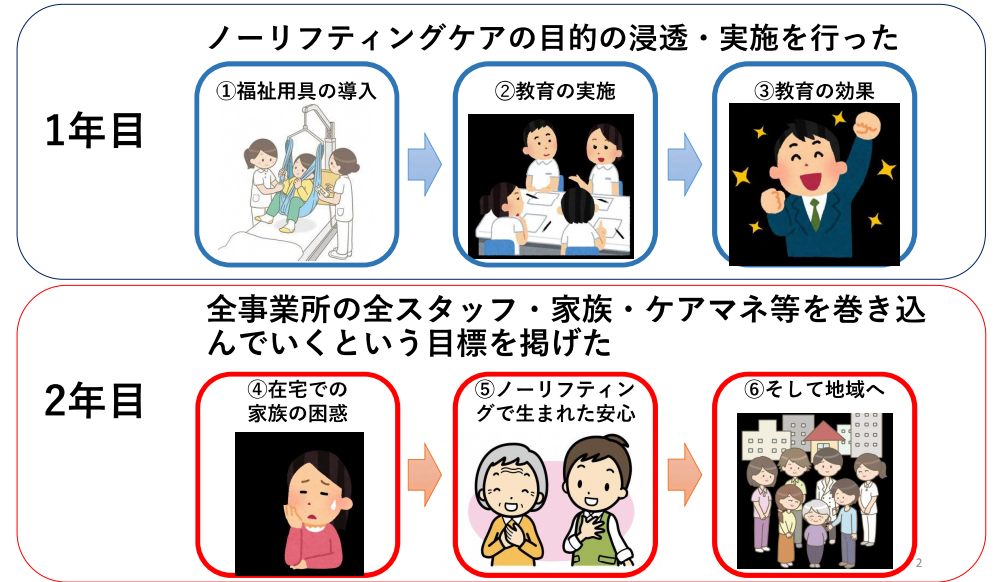 ノーリフティングケアの目的の浸透・実施を行った
1年目
①福祉用具の導入
②教育の実施
③教育の効果
全事業所の全スタッフ・家族・ケアマネ等を巻き込
んでいくという目標を掲げた
2年目
④在宅での
家族の困惑
⑤ノーリフティン
グで生まれた安心
⑥そして地域へ
2